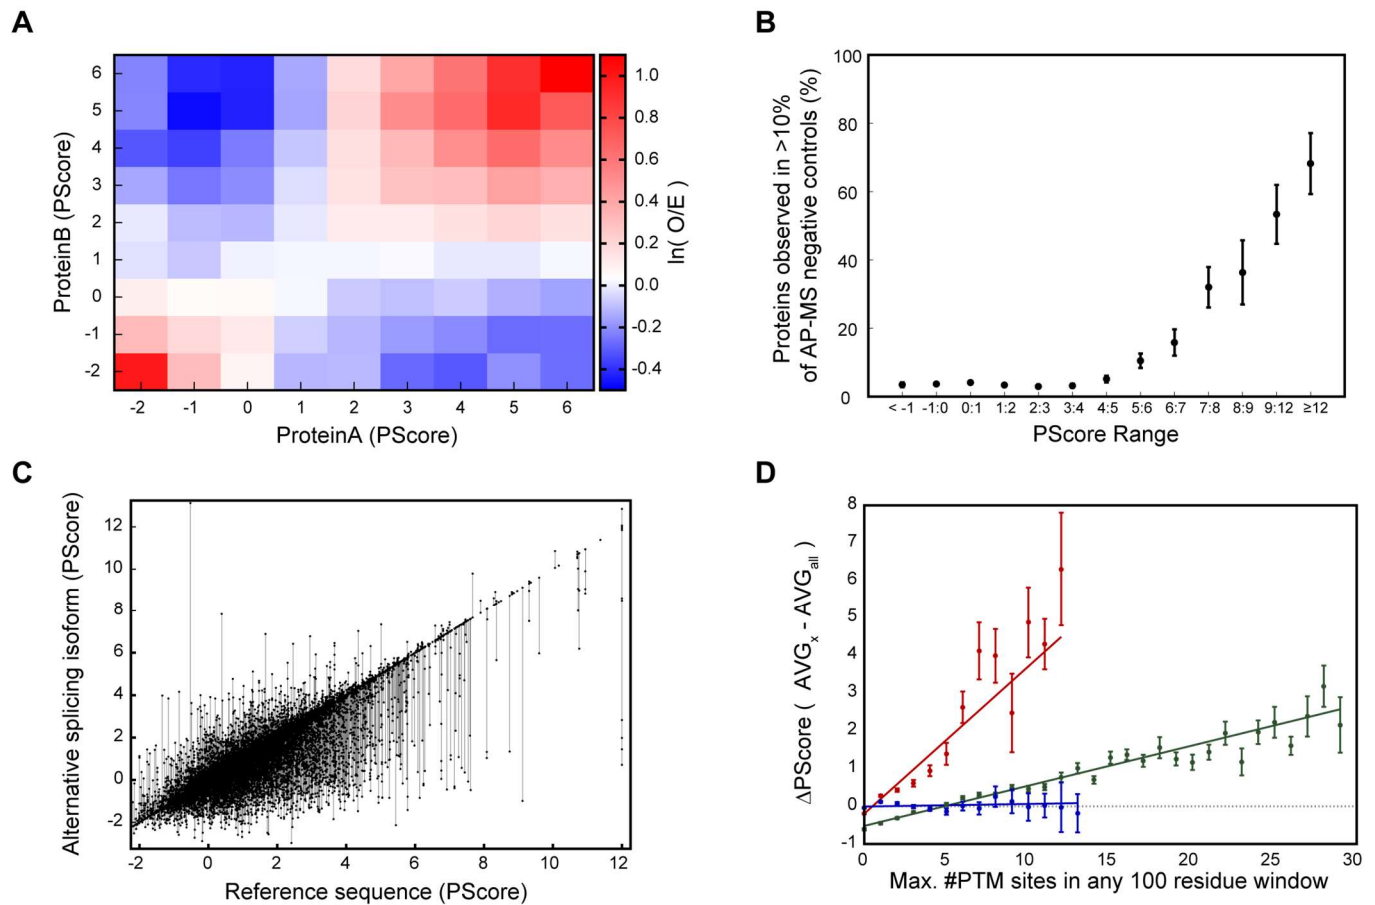 A
ProteinB (PScore)
6
5
4
3
2
1
0
-1
-2
-2 -1 0 1 2 3 4 5 6
ProteinA (PScore)
1.0
0.8
0.6
0.4
0.2
0.0
-0.2
-0.4
ln( O/E )
B
Proteins observed in >10%
of AP-MS negative controls (%)
100
80
60
40
20
0
< -1 -1:0 0:1 1:2 2:3 3:4 4:5 5:6 6:7 7:8 8:9 9:12 ≥12
PScore Range
C
Alternative splicing isoform (PScore)
12
10
8
6
4
2
0
-2
-2 0 2 4 6 8 10 12
Reference sequence (PScore)
D
ΔPScore ( AVGx - AVGall )
8
7
6
5
4
3
2
1
0
-1
0 5 10 15 20 25 30
Max. #PTM sites in any 100 residue window